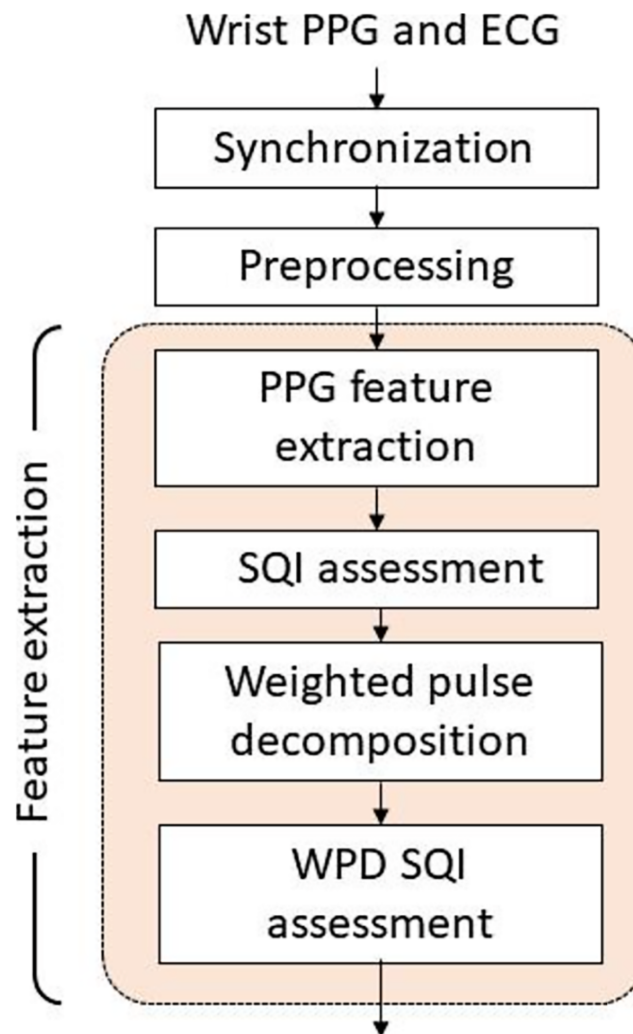 Wrist PPG and ECG
Synchronization
Preprocessing
Feature extraction
PPG feature
extraction
SQI assessment
Weighted pulse
decomposition
WPD SQI
assessment